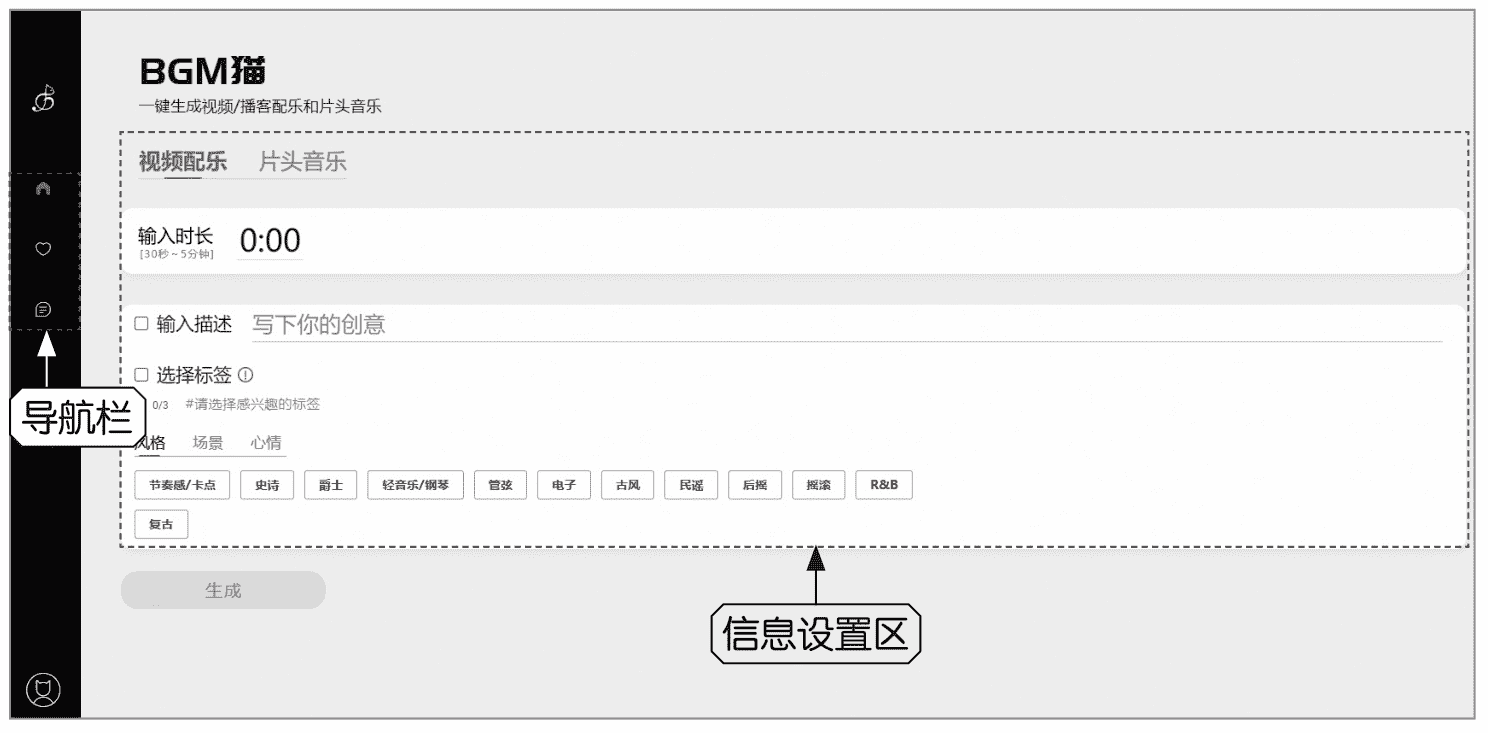 BGM猫
一键生成视频/播客配乐和片头音乐
视频配乐 片头音乐
输入时长 0:00
[30秒~5分钟]
输入描述 写下你的创意
选择标签
0/3 #请选择感兴趣的标签
导航栏
风格 场景 心情
节奏感/卡点 史诗 爵士 轻音乐/钢琴 管弦 电子 古风 民谣 后摇 摇滚 R&B
复古
生成
信息设置区